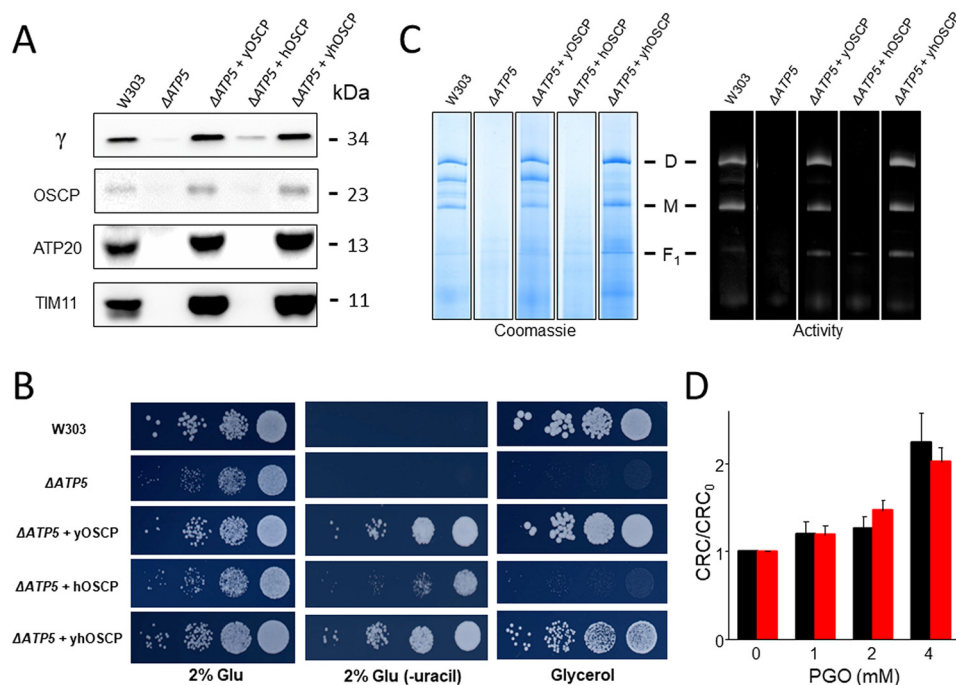 A
W303
ΔATP5
ΔATP5 + yOSCP
ΔATP5 + hOSCP
ΔATP5 + yhOSCP
kDa
γ
34
OSCP
23
ATP20
13
TIM11
11
C
W303
ΔATP5
ΔATP5 + yOSCP
ΔATP5 + hOSCP
ΔATP5 + yhOSCP
W303
ΔATP5
ΔATP5 + yOSCP
ΔATP5 + hOSCP
ΔATP5 + yhOSCP
D
M
F1
Coomassie
Activity
B
W303
ΔATP5
ΔATP5 + yOSCP
ΔATP5 + hOSCP
ΔATP5 + yhOSCP
2% Glu
2% Glu (-uracil)
Glycerol
D
CRC/CRC0
2
1
0
0
1
2
4
PGO (mM)